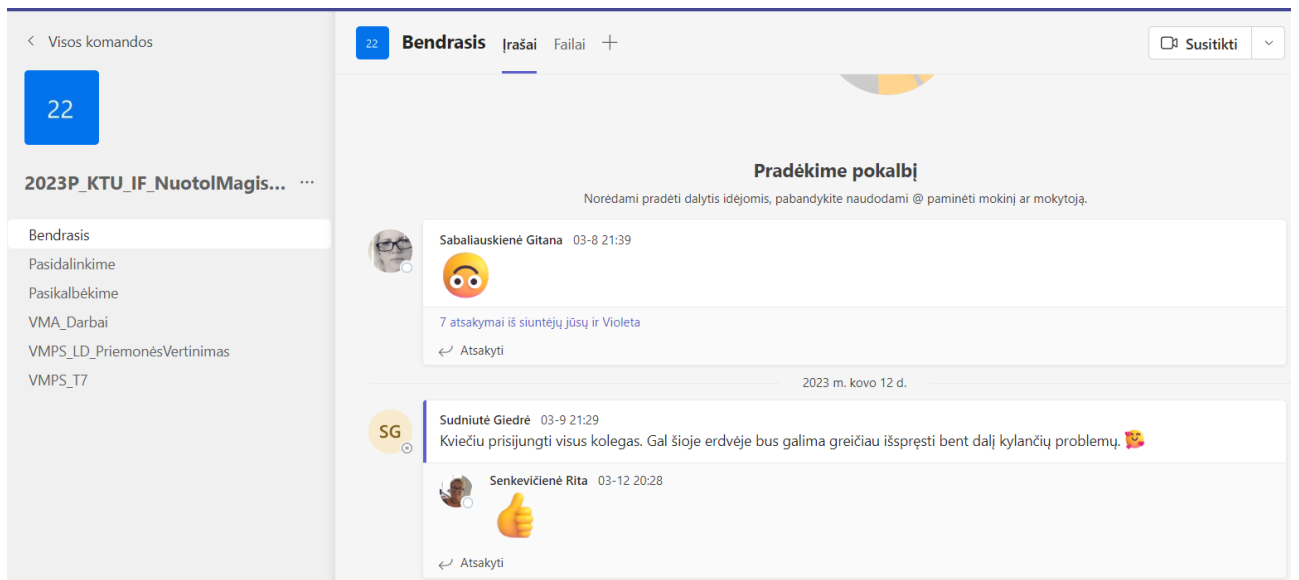 Visos komandos
22
2023P_KTU_IF_NuotolMagis... ...
Bendrasis
Pasidalinkime
Pasikalbėkime
VMA_Darbai
VMPS_LD_PriemonėsVertinimas
VMPS_T7
22 Bendrasis Įrašai Failai
Susitikti
Pradėkime pokalbį
Norėdami pradėti dalytis idėjomis, pabandykite naudodami @ paminėti mokinį ar mokytoją.
Sabaliauskienė Gitana 03-8 21:39
7 atsakymai iš siuntėjų jūsų ir Violeta
Atsakyti
2023 m. kovo 12 d.
SG
Sudniutė Giedrė 03-9 21:29
Kviečiu prisijungti visus kolegas. Gal šioje erdvėje bus galima greičiau išspręsti bent dalį kylančių problemų. 🥰
Senkevičienė Rita 03-12 20:28
Atsakyti